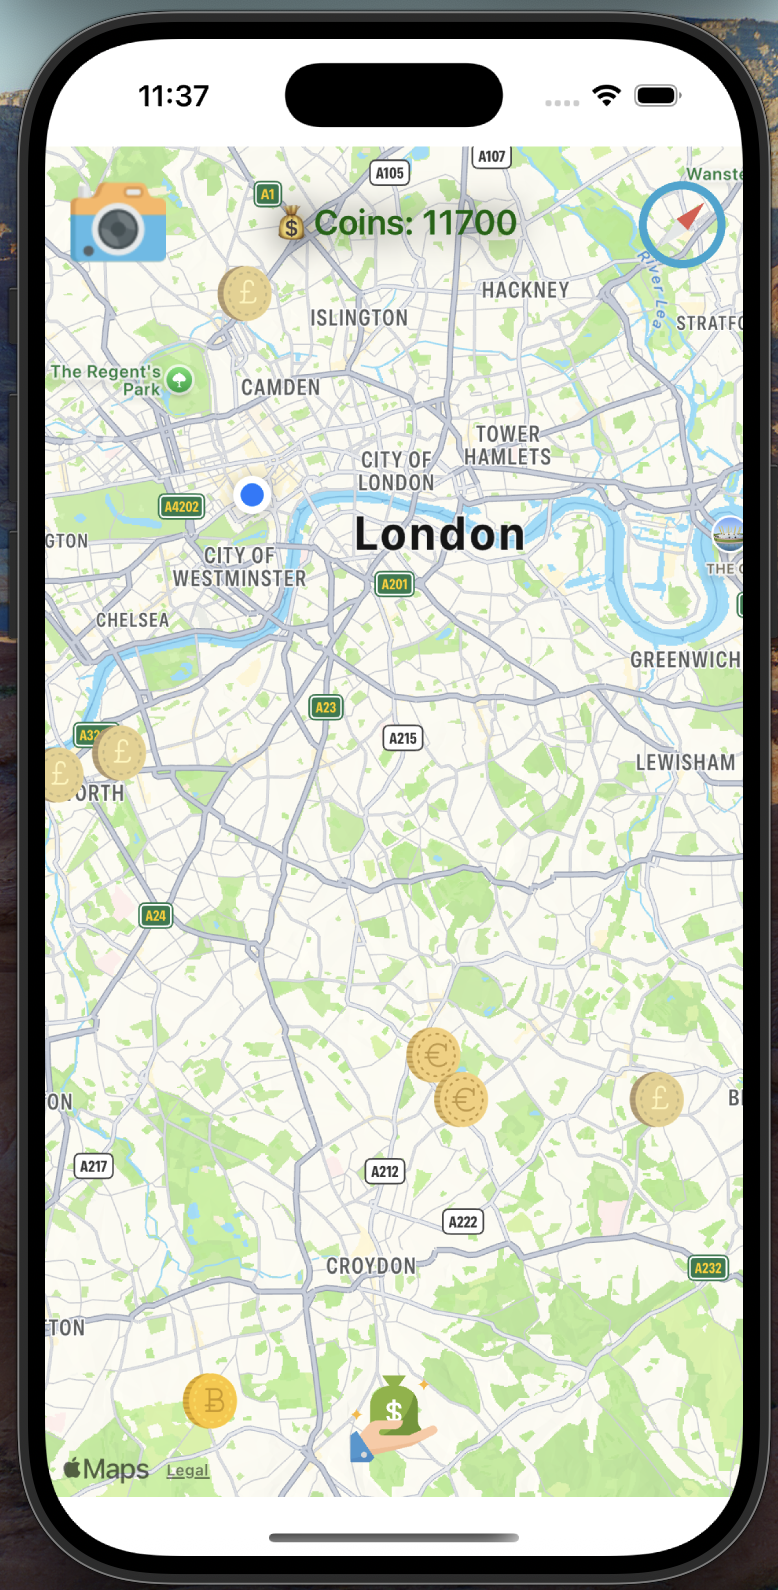 11:37
A107
A105
Wanste
A1
Coins: 11700
River Lea
HACKNEY
ISLINGTON
STRATFO
The Regent's
Park
CAMDEN
TOWER
HAMLETS
CITY OF
LONDON
A4202
London
GTON
CITY OF
WESTMINSTER
THE
A201
CHELSEA
GREENWICH
A23
A32
A215
LEWISHAM
ORTH
A24
ON
B
A217
A212
A222
CROYDON
A232
TON
Maps Legal